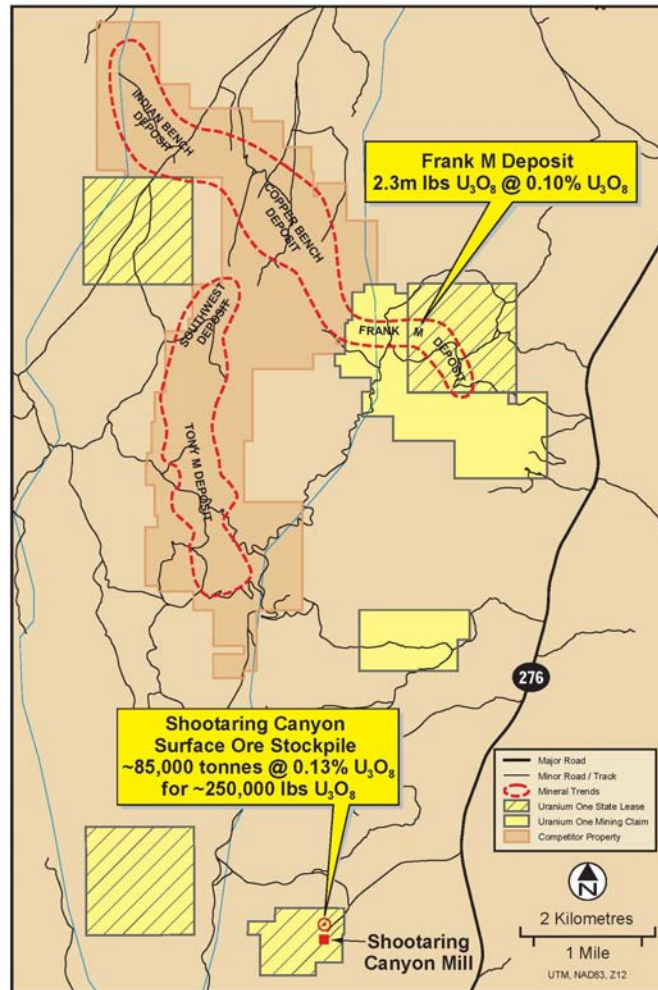 INDIAN BENCH
DEPOSIT
Frank M Deposit
2.3m lbs U₃O₈ @ 0.10% U₃O₈
COPPER BENCH
DEPOSIT
SOUTHWEST
DEPOSIT
FRANK M DEPOSIT
TONY M DEPOSIT
276
Shootaring Canyon
Surface Ore Stockpile
~85,000 tonnes @ 0.13% U₃O₈
for ~250,000 lbs U₃O₈
Major Road
Minor Road / Track
Mineral Trends
Uranium One State Lease
Uranium One Mining Claim
Competitor Property
N
2 Kilometres
1 Mile
UTM, NAD83, Z12
Shootaring
Canyon Mill